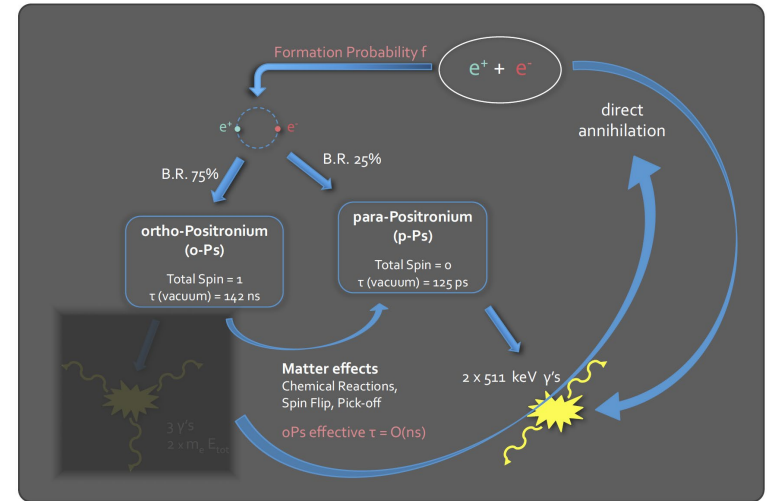 Formation Probability f
e⁺ + e⁻
direct
annihilation
e⁺
e⁻
B.R. 75%
B.R. 25%
ortho-Positronium
(o-Ps)
Total Spin = 1
τ (vacuum) = 142 ns
para-Positronium
(p-Ps)
Total Spin = 0
τ (vacuum) = 125 ps
Matter effects
Chemical Reactions,
Spin Flip, Pick-off
oPs effective τ = O(ns)
2 x 511 keV γ's
3 γ's
2 x mₑ E